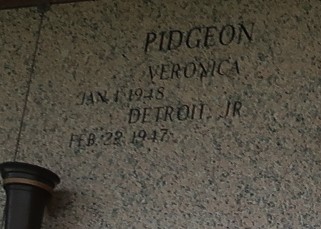 PIDGEON
VERONICA
JAN. 1 1948
DETROIT, JR
FEB. 22 1947